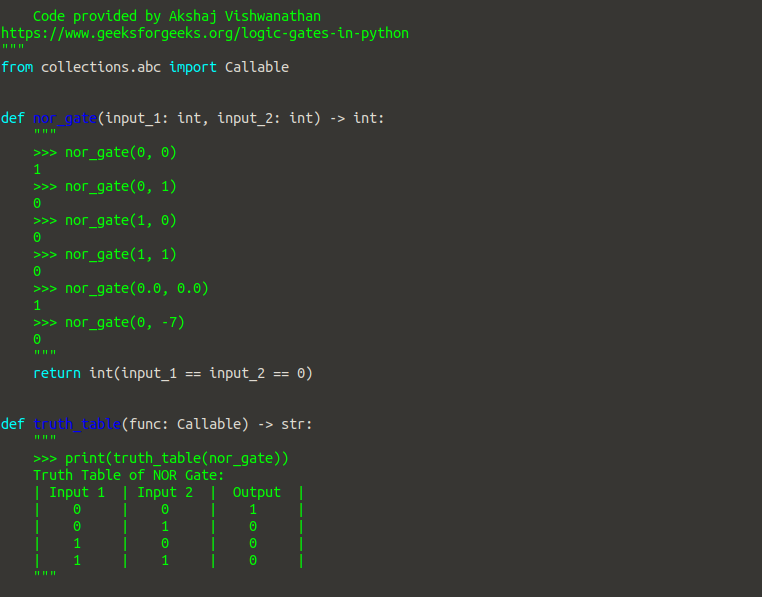 Code provided by Akshaj Vishwanathan
https://www.geeksforgeeks.org/logic-gates-in-python
"""
from collections.abc import Callable


def nor_gate(input_1: int, input_2: int) -> int:
    """
    >>> nor_gate(0, 0)
    1
    >>> nor_gate(0, 1)
    0
    >>> nor_gate(1, 0)
    0
    >>> nor_gate(1, 1)
    0
    >>> nor_gate(0.0, 0.0)
    1
    >>> nor_gate(0, -7)
    0
    """
    return int(input_1 == input_2 == 0)


def truth_table(func: Callable) -> str:
    """
    >>> print(truth_table(nor_gate))
    Truth Table of NOR Gate:
    | Input 1  | Input 2  |  Output  |
    |    0     |    0     |    1     |
    |    0     |    1     |    0     |
    |    1     |    0     |    0     |
    |    1     |    1     |    0     |
    """